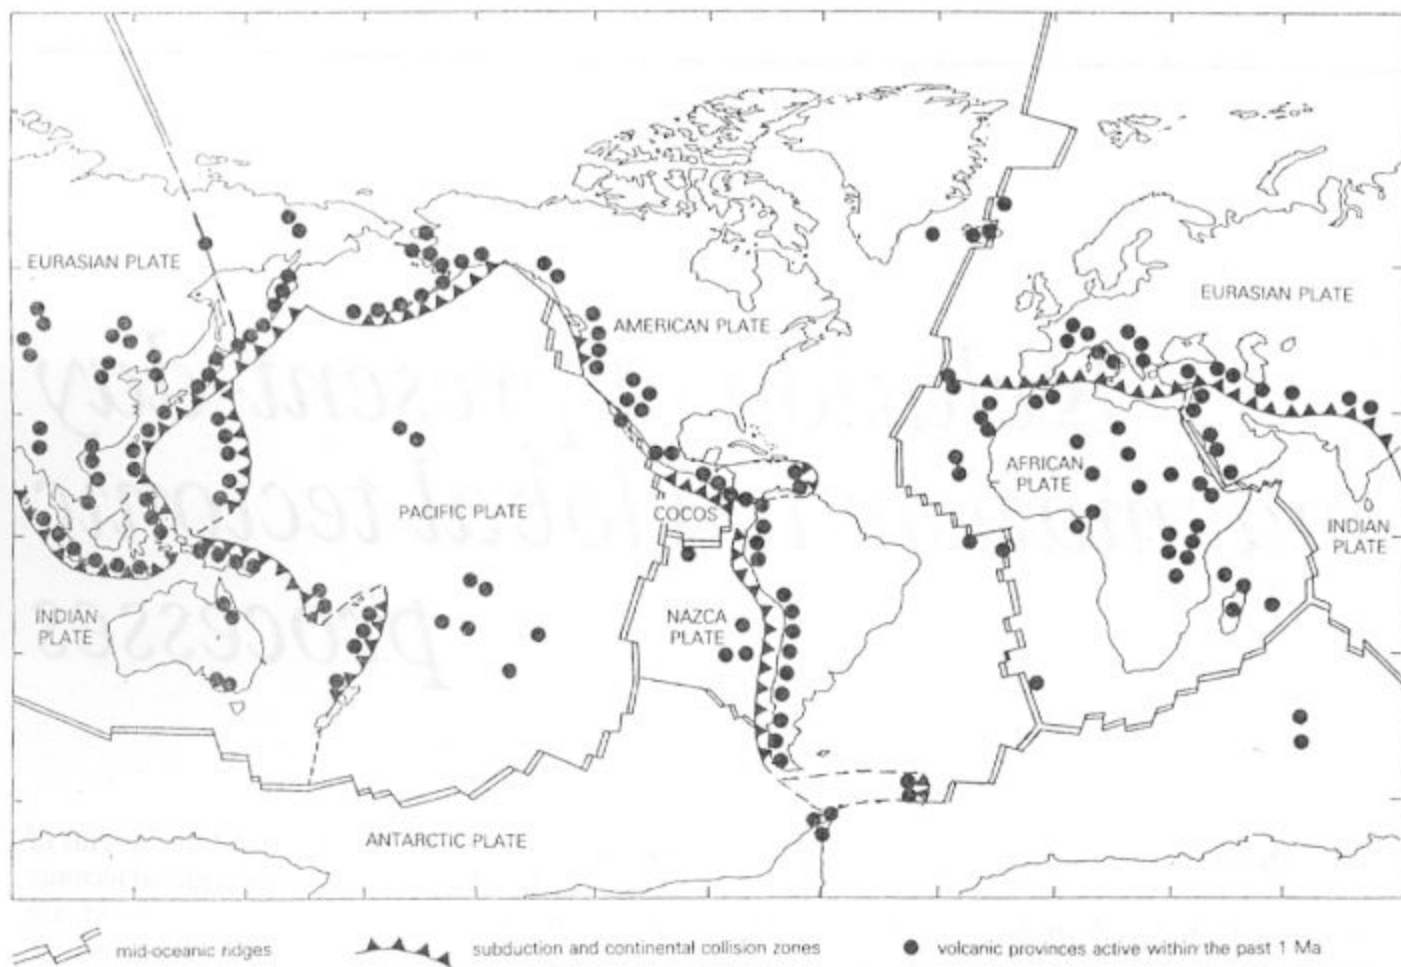 EURASIAN PLATE
AMERICAN PLATE
EURASIAN PLATE
PACIFIC PLATE
COCOS
AFRICAN
PLATE
INDIAN
PLATE
INDIAN
PLATE
NAZCA
PLATE
ANTARCTIC PLATE
mid-oceanic ridges
subduction and continental collision zones
volcanic provinces active within the past 1 Ma